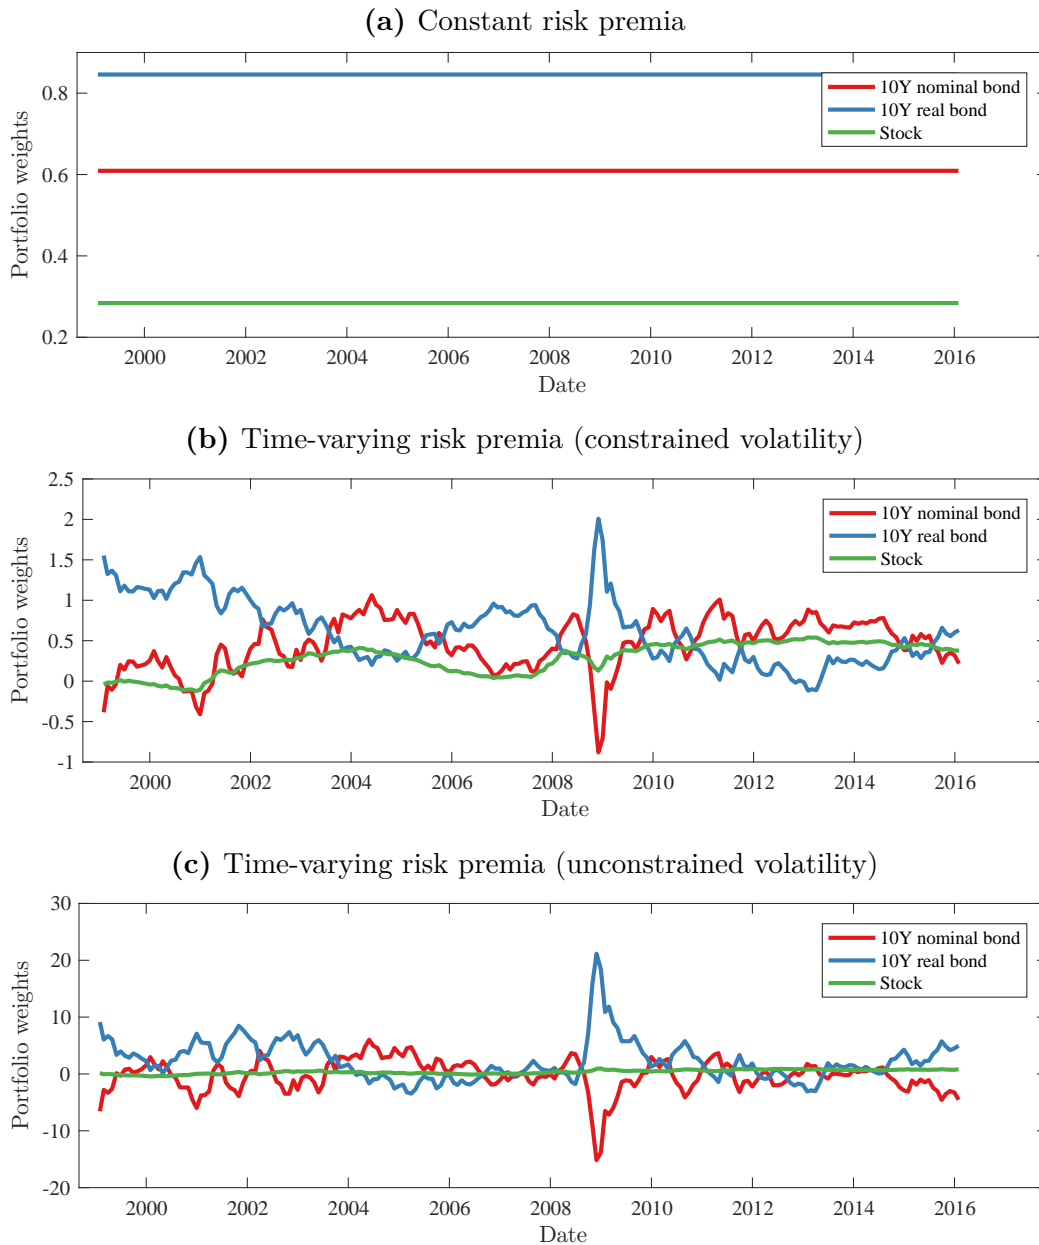 (a) Constant risk premia
Portfolio weights
0.8
0.6
0.4
0.2
10Y nominal bond
10Y real bond
Stock
2000 2002 2004 2006 2008 2010 2012 2014 2016
Date
(b) Time-varying risk premia (constrained volatility)
Portfolio weights
2.5
2
1.5
1
0.5
0
-0.5
-1
10Y nominal bond
10Y real bond
Stock
2000 2002 2004 2006 2008 2010 2012 2014 2016
Date
(c) Time-varying risk premia (unconstrained volatility)
Portfolio weights
30
20
10
0
-10
-20
10Y nominal bond
10Y real bond
Stock
2000 2002 2004 2006 2008 2010 2012 2014 2016
Date